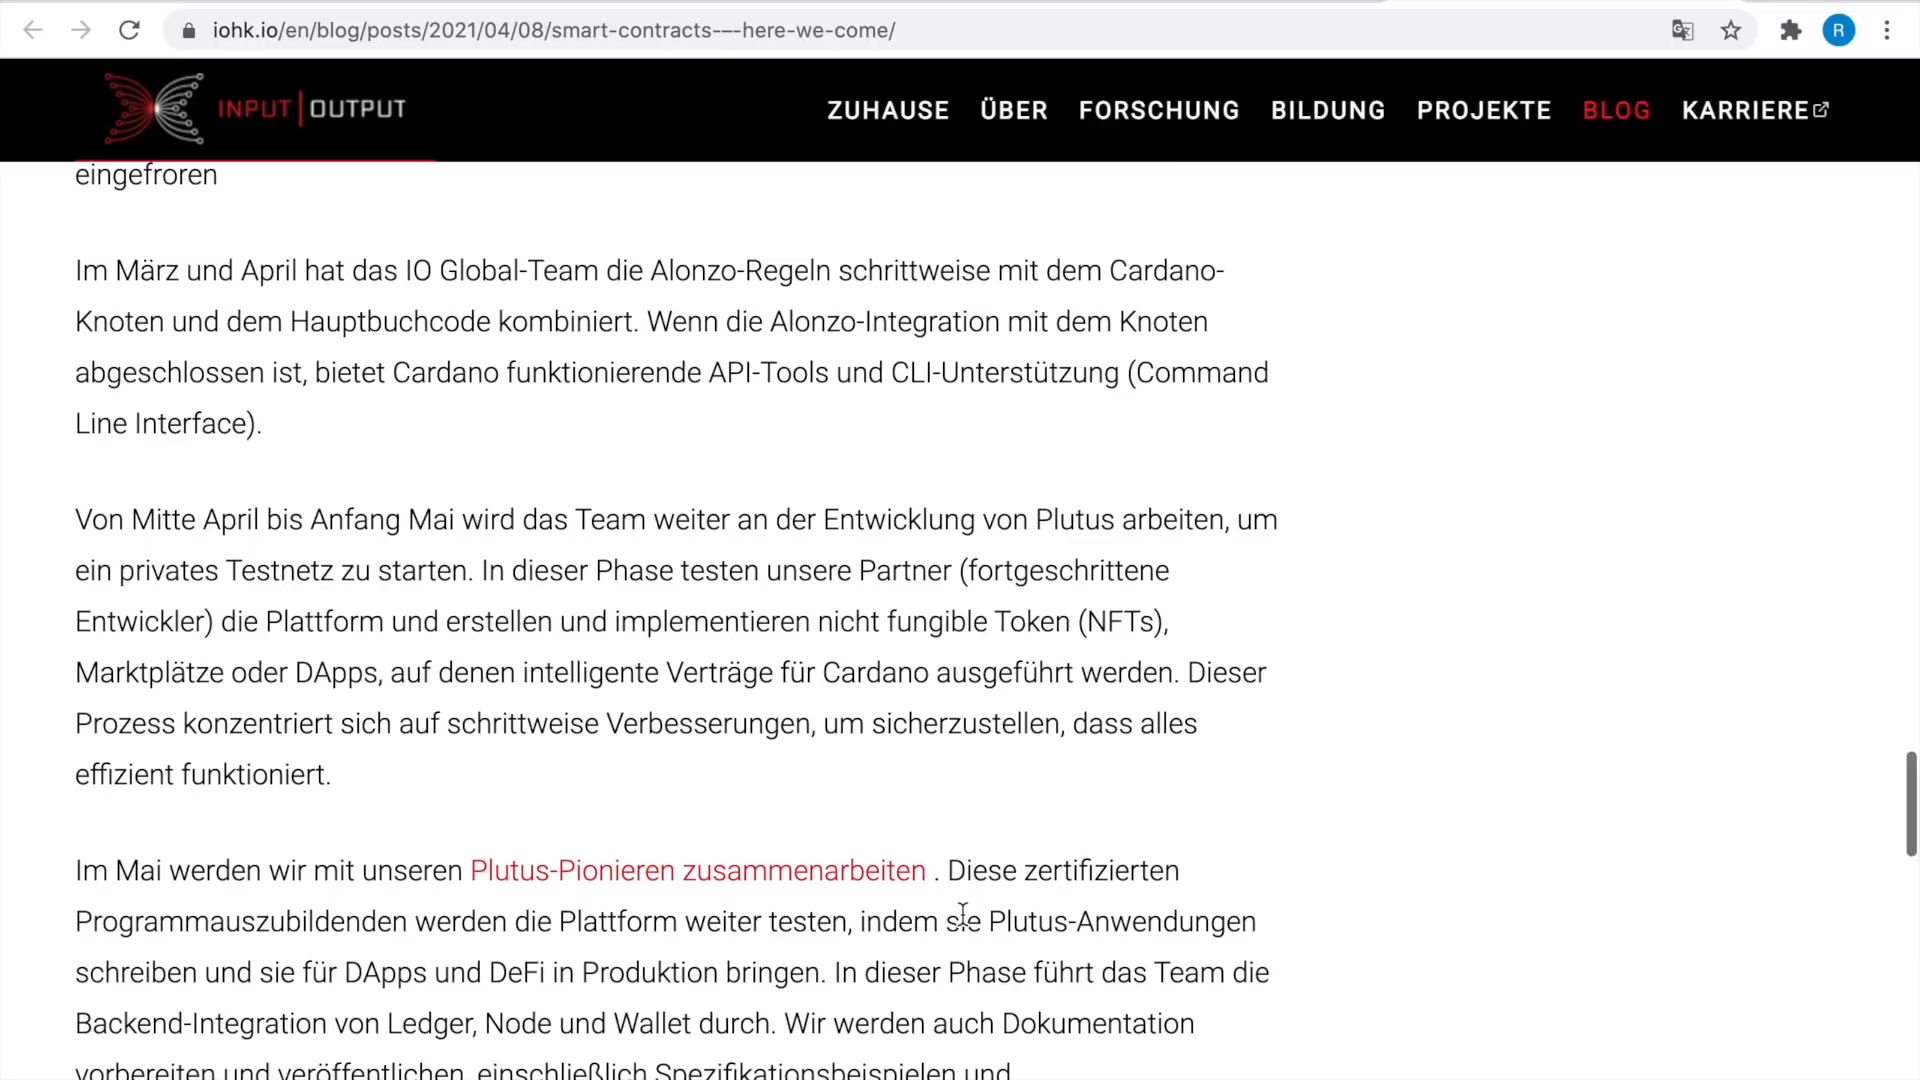 iohk.io/en/blog/posts/2021/04/08/smart-contracts-–-here-we-come/
R
INPUT|OUTPUT
ZUHAUSE ÜBER FORSCHUNG BILDUNG PROJEKTE BLOG KARRIERE
eingefroren
Im März und April hat das IO Global-Team die Alonzo-Regeln schrittweise mit dem Cardano-
Knoten und dem Hauptbuchcode kombiniert. Wenn die Alonzo-Integration mit dem Knoten
abgeschlossen ist, bietet Cardano funktionierende API-Tools und CLI-Unterstützung (Command
Line Interface).
Von Mitte April bis Anfang Mai wird das Team weiter an der Entwicklung von Plutus arbeiten, um
ein privates Testnetz zu starten. In dieser Phase testen unsere Partner (fortgeschrittene
Entwickler) die Plattform und erstellen und implementieren nicht fungible Token (NFTs),
Marktplätze oder DApps, auf denen intelligente Verträge für Cardano ausgeführt werden. Dieser
Prozess konzentriert sich auf schrittweise Verbesserungen, um sicherzustellen, dass alles
effizient funktioniert.
Im Mai werden wir mit unseren Plutus-Pionieren zusammenarbeiten . Diese zertifizierten
Programmauszubildenden werden die Plattform weiter testen, indem sie Plutus-Anwendungen
schreiben und sie für DApps und DeFi in Produktion bringen. In dieser Phase führt das Team die
Backend-Integration von Ledger, Node und Wallet durch. Wir werden auch Dokumentation
vorbereiten und veröffentlichen, einschließlich Spezifikationsbeispielen und